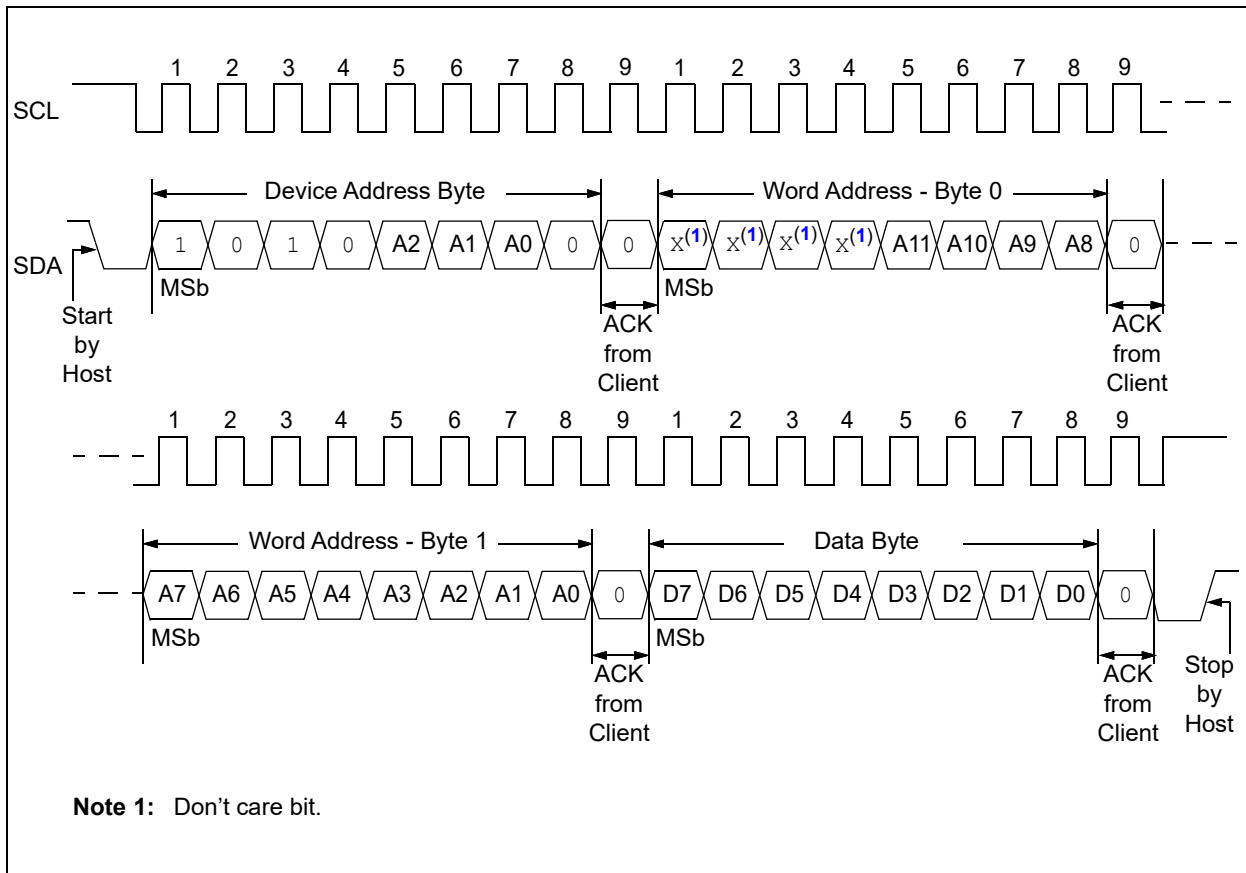 1 2 3 4 5 6 7 8 9 1 2 3 4 5 6 7 8 9
SCL
Device Address Byte Word Address - Byte 0
SDA 1 0 1 0 A2 A1 A0 0 0 X(1) X(1) X(1) X(1) A11 A10 A9 A8 0
MSb MSb
Start by Host
ACK from Client
ACK from Client
1 2 3 4 5 6 7 8 9 1 2 3 4 5 6 7 8 9
Word Address - Byte 1 Data Byte
A7 A6 A5 A4 A3 A2 A1 A0 0 D7 D6 D5 D4 D3 D2 D1 D0 0
MSb MSb
ACK from Client
ACK from Client
Stop by Host
Note 1: Don't care bit.